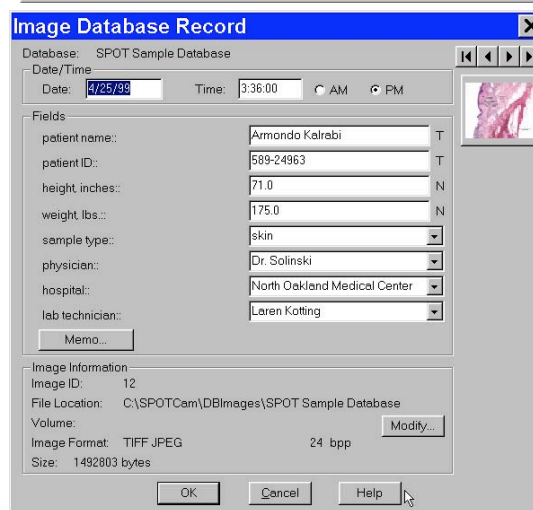 Image Database Record
Database: SPOT Sample Database
Date/Time
Date: 4/25/99 Time: 3:36:00 AM PM
Fields
patient name:: Armondo Kalrabi T
patient ID:: 589-24963 T
height, inches:: 71.0 N
weight, lbs.:: 175.0 N
sample type:: skin
physician:: Dr. Solinski
hospital:: North Oakland Medical Center
lab technician:: Laren Kotting
Memo...
Image Information
Image ID: 12
File Location: C:\SPOTCam\DBImages\SPOT Sample Database
Volume: Modify...
Image Format: TIFF JPEG 24 bpp
Size: 1492803 bytes
OK Cancel Help